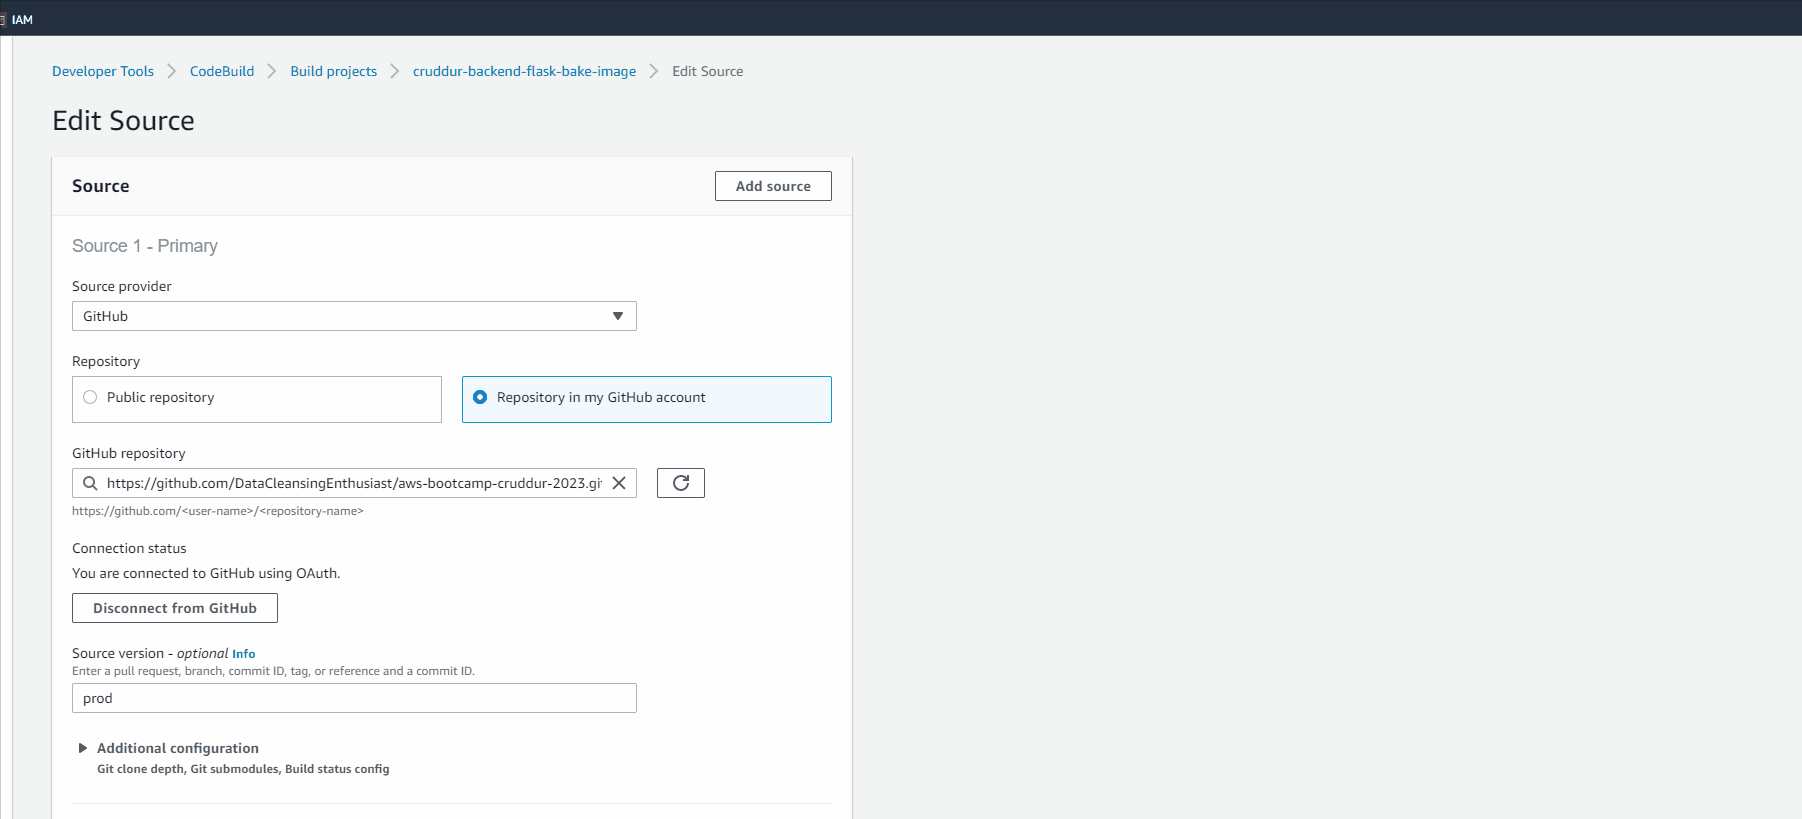 IAM
Developer Tools > CodeBuild > Build projects > cruddur-backend-flask-bake-image > Edit Source
Edit Source
Source Add source
Source 1 - Primary
Source provider
GitHub
Repository
Public repository Repository in my GitHub account
GitHub repository
https://github.com/DataCleansingEnthusiast/aws-bootcamp-cruddur-2023.gi
https://github.com/<user-name>/<repository-name>
Connection status
You are connected to GitHub using OAuth.
Disconnect from GitHub
Source version - optional Info
Enter a pull request, branch, commit ID, tag, or reference and a commit ID.
prod
Additional configuration
Git clone depth, Git submodules, Build status config